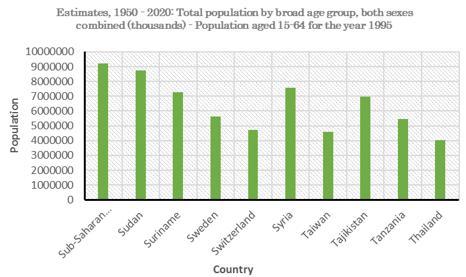 Estimates, 1950 - 2020: Total population by broad age group, both sexes
combined (thousands) - Population aged 15-64 for the year 1995
10000000
9000000
8000000
7000000
6000000
5000000
4000000
3000000
2000000
1000000
0
Population
Sub-Saharan...
Sudan
Suriname
Sweden
Switzerland
Syria
Taiwan
Tajikistan
Tanzania
Thailand
Country